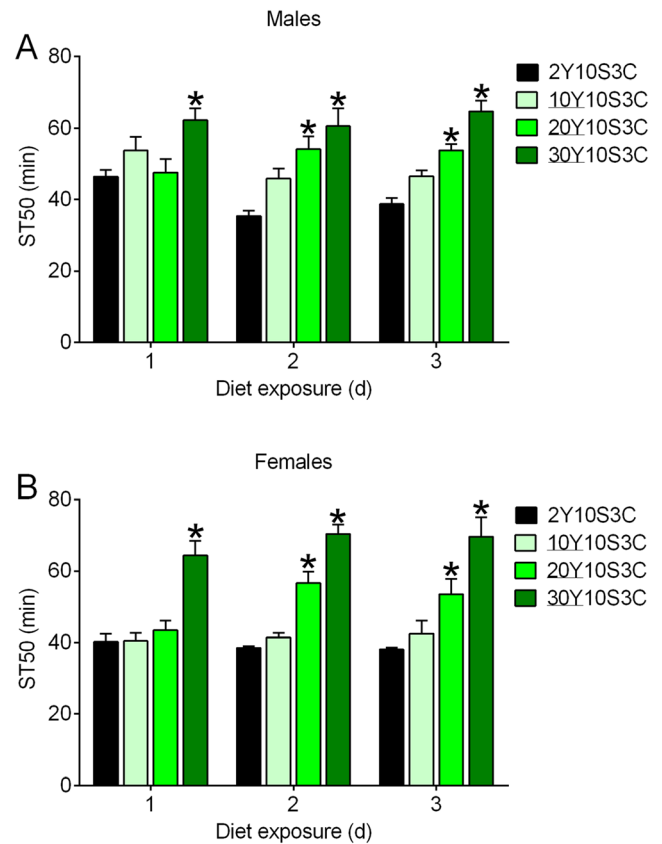 Males
A
80
60
40
20
0
ST50 (min)
* * * * *
1 2 3
Diet exposure (d)
2Y10S3C
10Y10S3C
20Y10S3C
30Y10S3C
Females
B
80
60
40
20
0
ST50 (min)
* * * * *
1 2 3
Diet exposure (d)
2Y10S3C
10Y10S3C
20Y10S3C
30Y10S3C